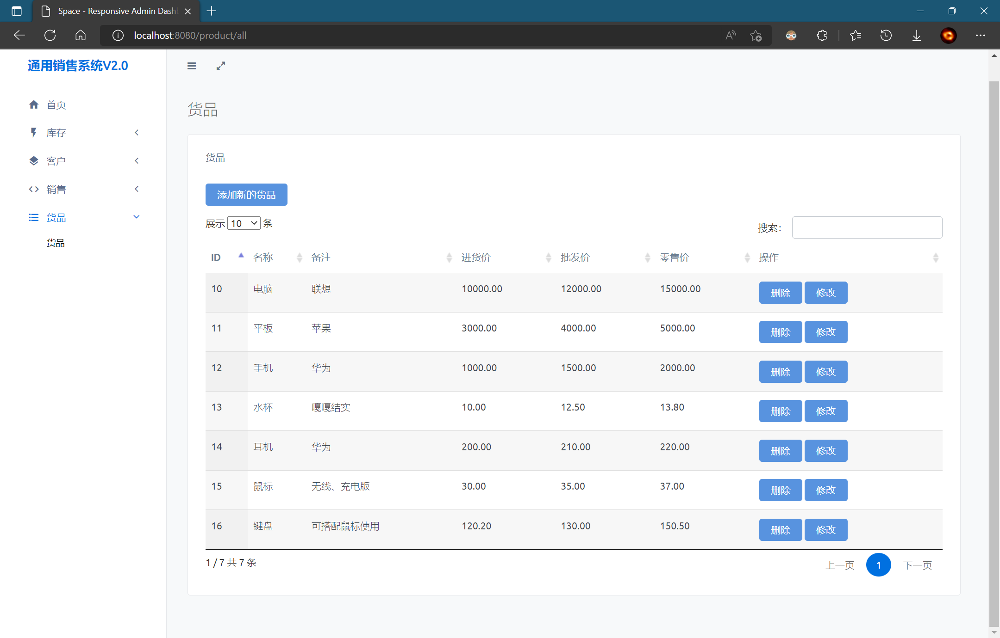 Space - Responsive Admin Dash
localhost:8080/product/all
通用销售系统V2.0
首页
库存
客户
销售
货品
货品
货品
货品
添加新的货品
展示 10 条
搜索：
ID 名称 备注 进货价 批发价 零售价 操作
10 电脑 联想 10000.00 12000.00 15000.00 删除 修改
11 平板 苹果 3000.00 4000.00 5000.00 删除 修改
12 手机 华为 1000.00 1500.00 2000.00 删除 修改
13 水杯 嘎嘎结实 10.00 12.50 13.80 删除 修改
14 耳机 华为 200.00 210.00 220.00 删除 修改
15 鼠标 无线、充电版 30.00 35.00 37.00 删除 修改
16 键盘 可搭配鼠标使用 120.20 130.00 150.50 删除 修改
1 / 7 共 7 条
上一页 1 下一页